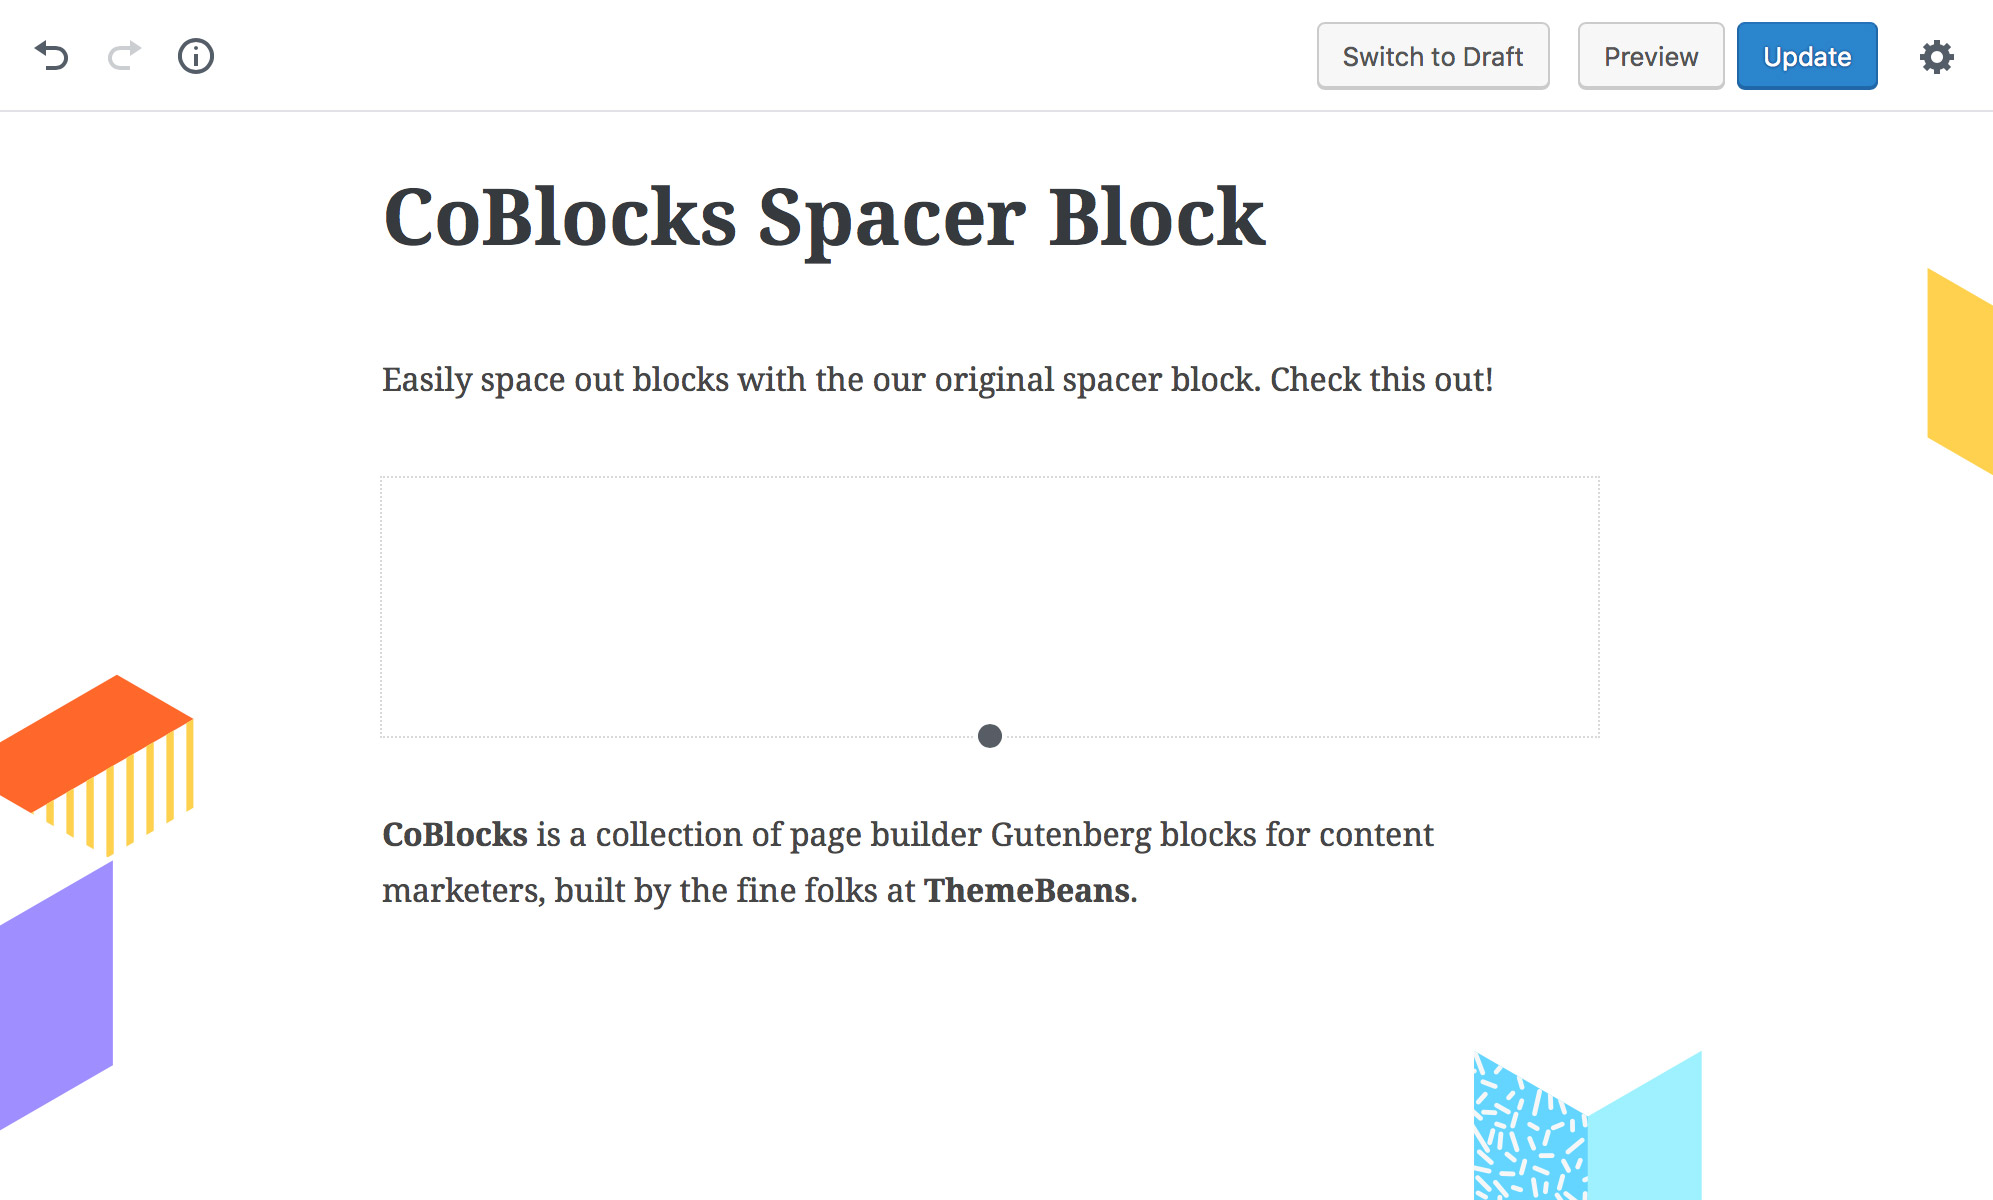 Switch to Draft Preview Update
CoBlocks Spacer Block
Easily space out blocks with the our original spacer block. Check this out!
CoBlocks is a collection of page builder Gutenberg blocks for content
marketers, built by the fine folks at ThemeBeans.